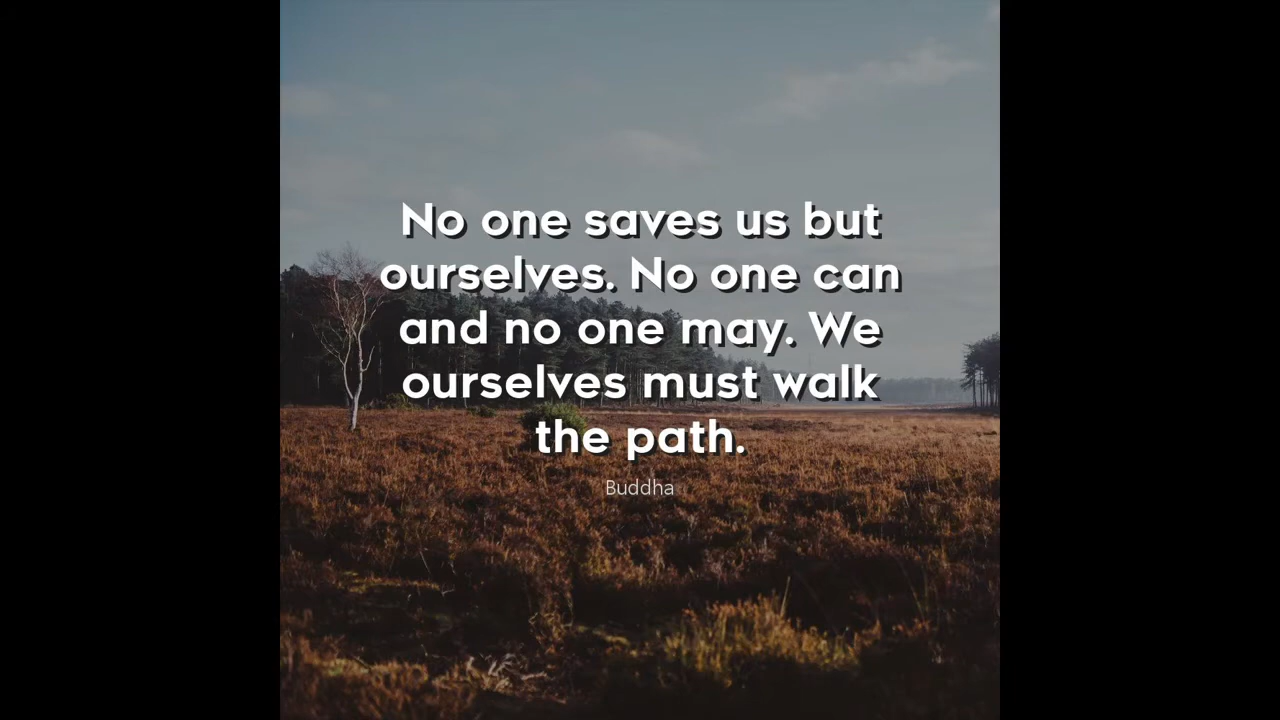 No one saves us but
ourselves. No one can
and no one may. We
ourselves must walk
the path.
Buddha